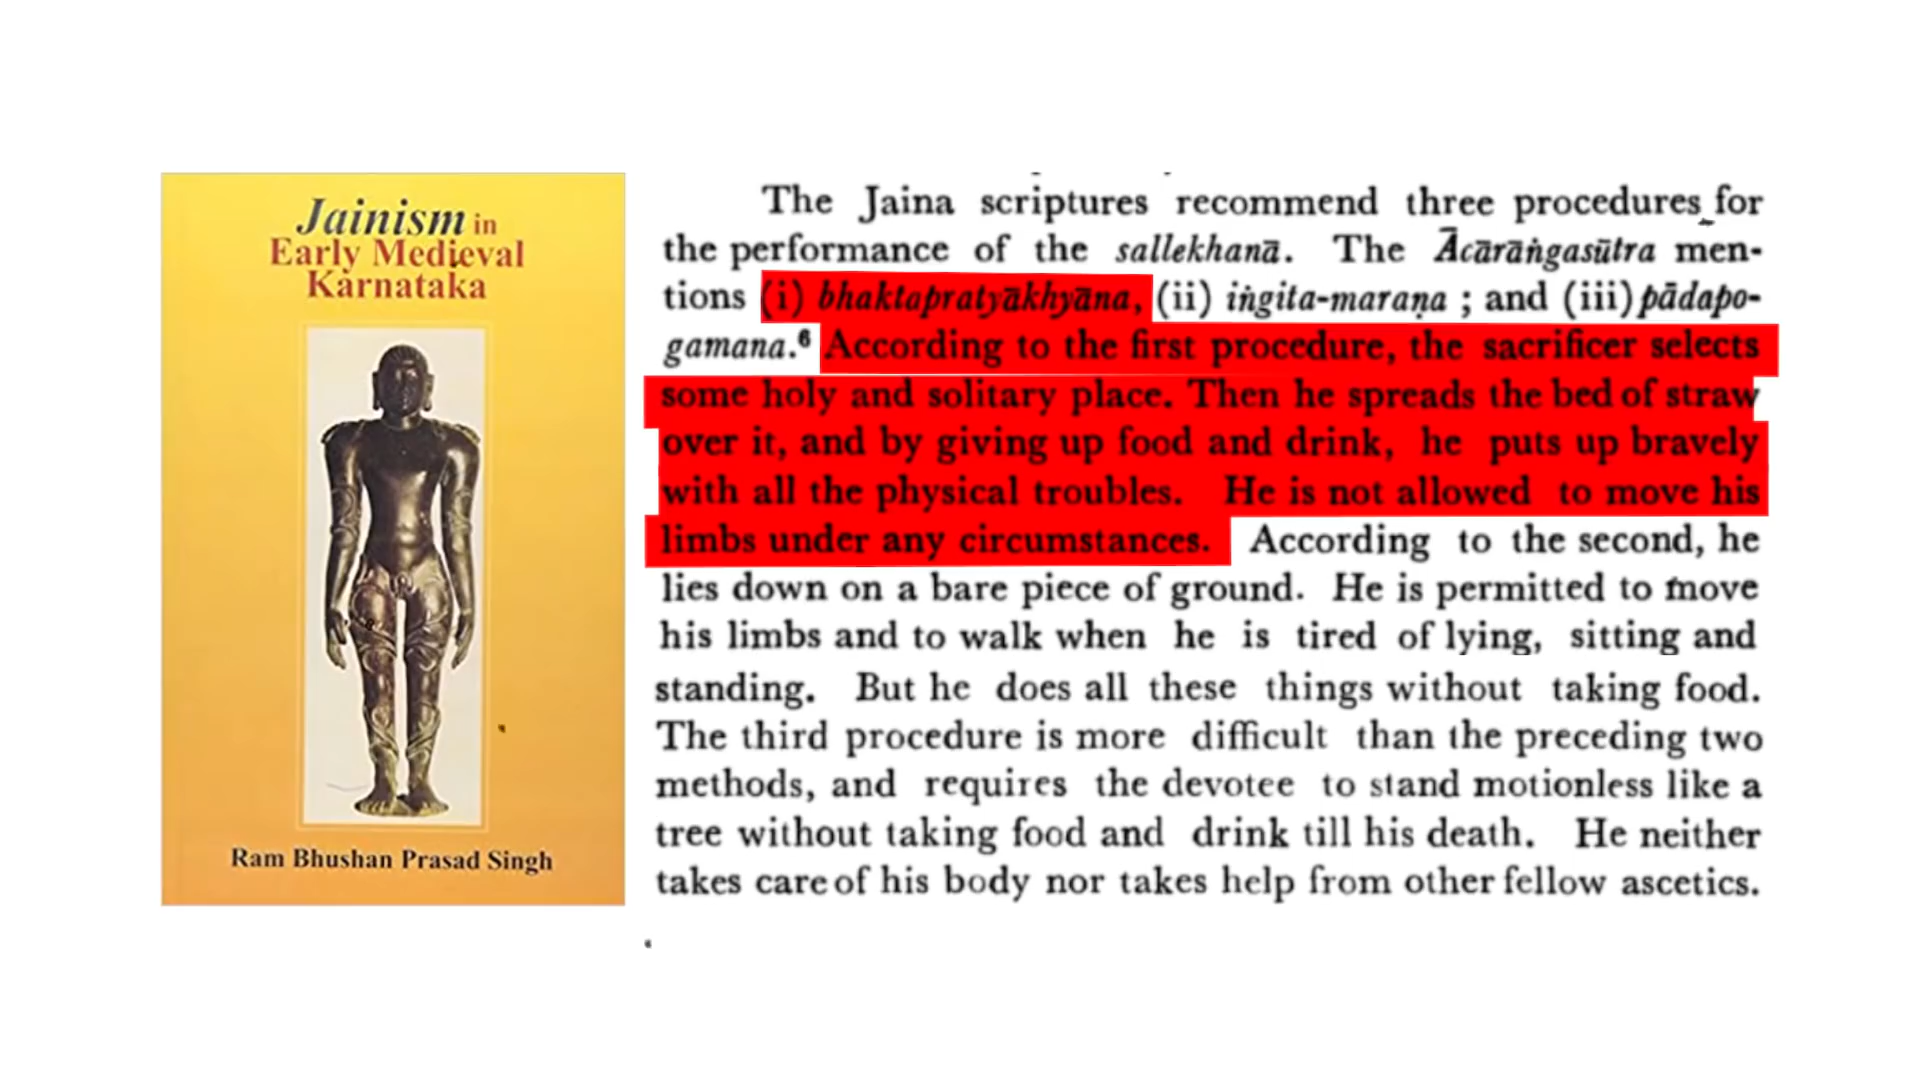 Jainism in
Early Medieval
Karnataka
Ram Bhushan Prasad Singh
The Jaina scriptures recommend three procedures for
the performance of the sallekhanā. The Ācārāṅgasūtra men-
tions (i) bhaktapratyākhyāna, (ii) iṅgita-maraṇa ; and (iii) pādapo-
gamana.⁶ According to the first procedure, the sacrificer selects
some holy and solitary place. Then he spreads the bed of straw
over it, and by giving up food and drink, he puts up bravely
with all the physical troubles. He is not allowed to move his
limbs under any circumstances. According to the second, he
lies down on a bare piece of ground. He is permitted to move
his limbs and to walk when he is tired of lying, sitting and
standing. But he does all these things without taking food.
The third procedure is more difficult than the preceding two
methods, and requires the devotee to stand motionless like a
tree without taking food and drink till his death. He neither
takes care of his body nor takes help from other fellow ascetics.